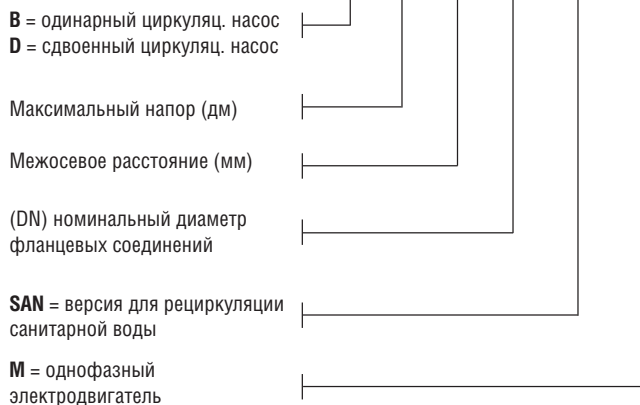 B = одинарный циркуляц. насос
D = сдвоенный циркуляц. насос
Максимальный напор (дм)
Межосевое расстояние (мм)
(DN) номинальный диаметр
фланцевых соединений
SAN = версия для рециркуляции
санитарной воды
M = однофазный
электродвигатель